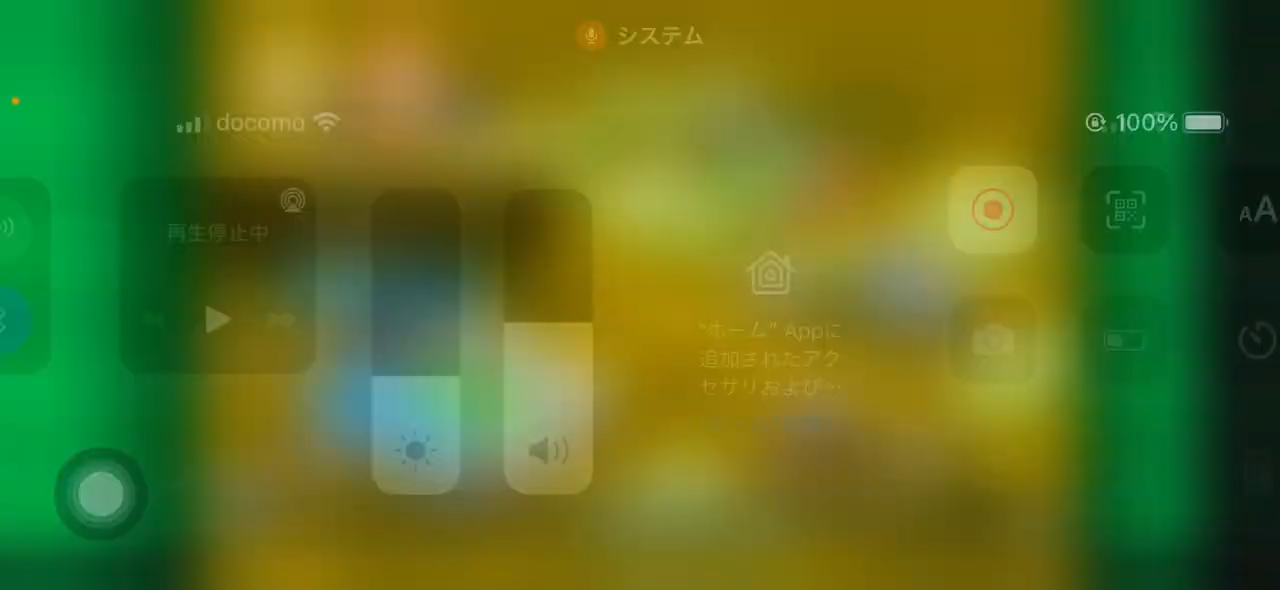 システム
docomo
100%
再生停止中
AA
"ホーム" Appに
追加されたアク
セサリおよび…